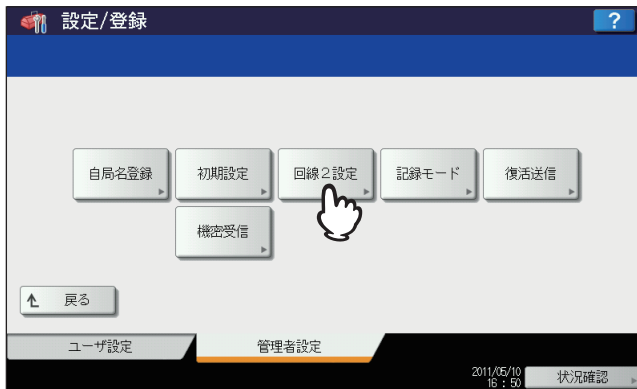 設定/登録 ?
自局名登録 初期設定 回線2設定 記録モード 復活送信
機密受信
戻る
ユーザ設定 管理者設定
2011/05/10
16:50 状況確認